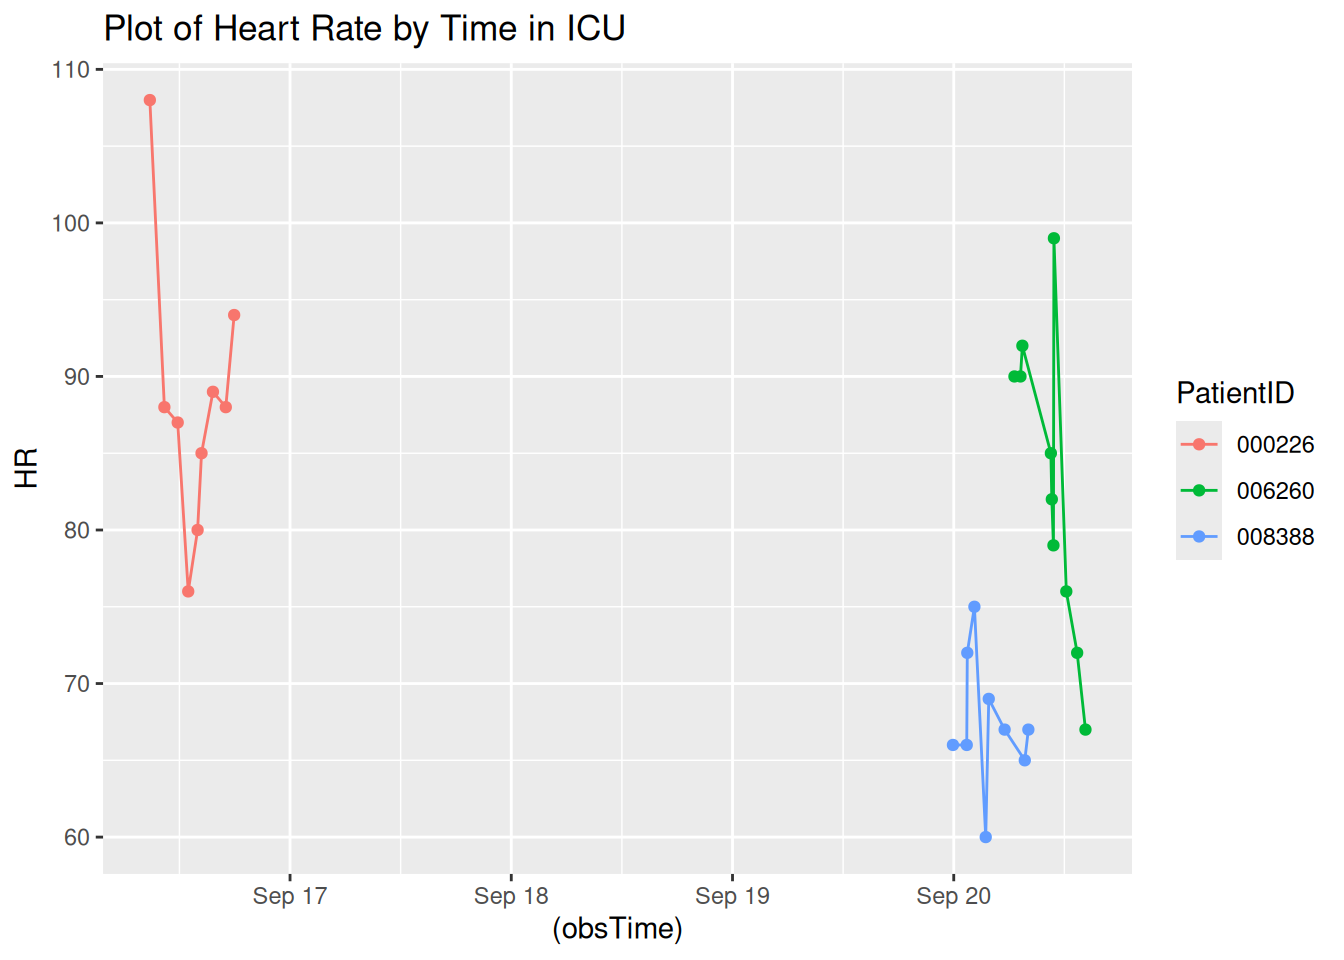 Plot of Heart Rate by Time in ICU
110
100
90
80
70
60
HR
Sep 17
Sep 18
Sep 19
Sep 20
(obsTime)
PatientID
000226
006260
008388